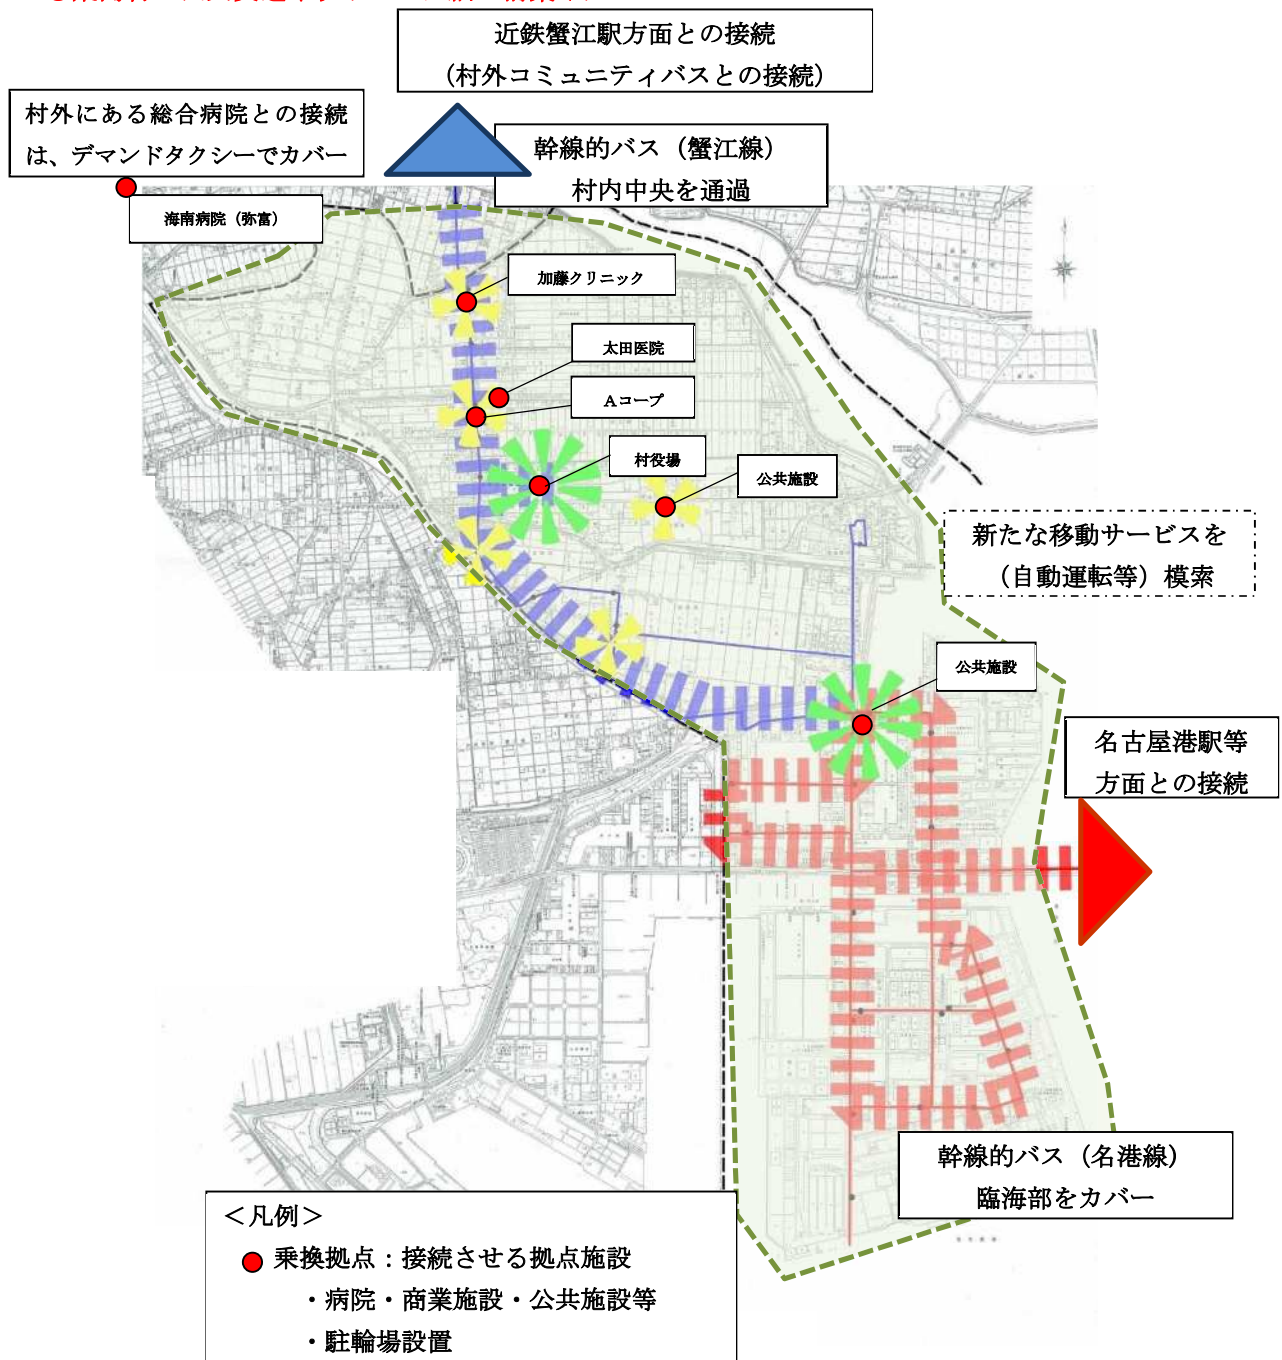 近鉄蟹江駅方面との接続
（村外コミュニティバスとの接続）
村外にある総合病院との接続
は、デマンドタクシーでカバー
幹線的バス（蟹江線）
村内中央を通過
海南病院（弥富）
加藤クリニック
太田医院
Aコープ
村役場
公共施設
新たな移動サービスを
（自動運転等）模索
公共施設
名古屋港駅等
方面との接続
幹線的バス（名港線）
臨海部をカバー
＜凡例＞
乗換拠点：接続させる拠点施設
・病院・商業施設・公共施設等
・駐輪場設置